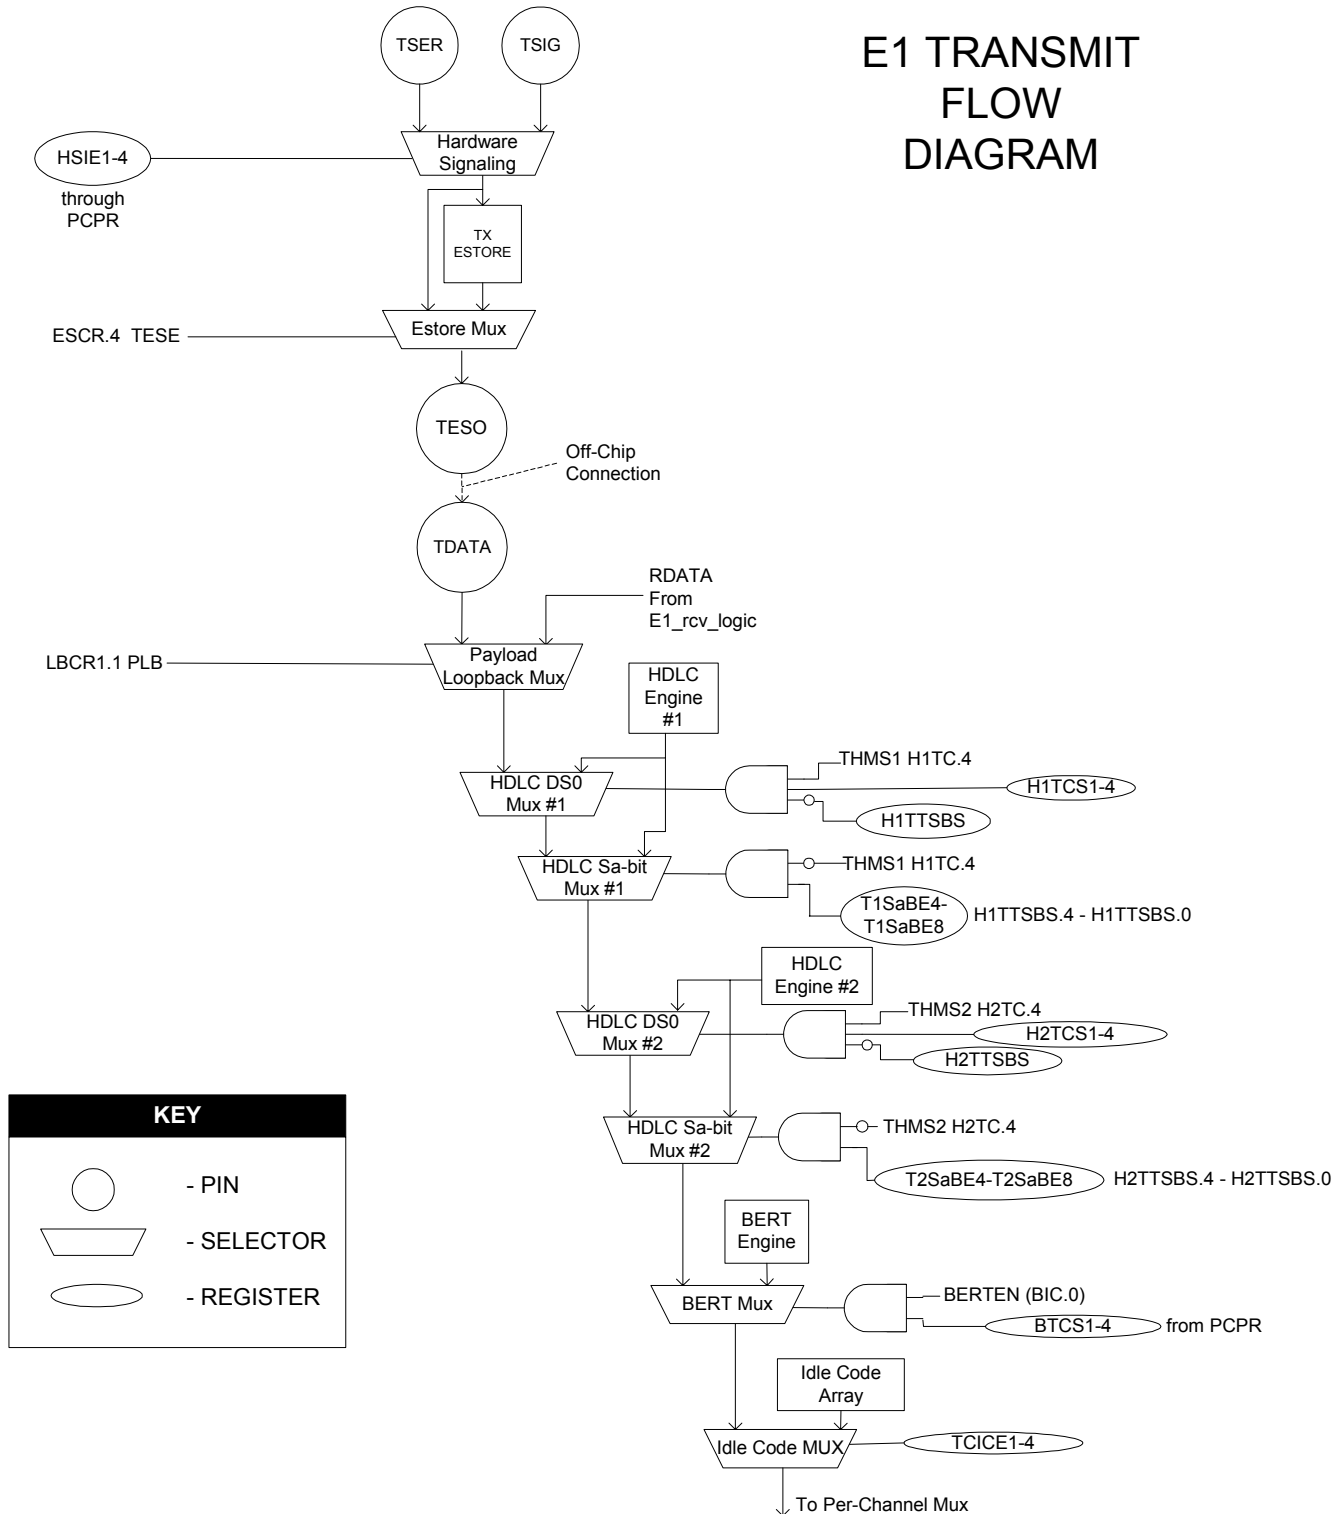 E1 TRANSMIT
FLOW
DIAGRAM
TSER
TSIG
Hardware
Signaling
HSIE1-4
through
PCPR
TX
ESTORE
Estore Mux
ESCR.4 TESE
TESO
Off-Chip
Connection
TDATA
RDATA
From
E1_rcv_logic
LBCR1.1 PLB
Payload
Loopback Mux
HDLC
Engine
#1
HDLC DS0
Mux #1
THMS1 H1TC.4
H1TCS1-4
H1TTSBS
HDLC Sa-bit
Mux #1
THMS1 H1TC.4
T1SaBE4-
T1SaBE8
H1TTSBS.4 - H1TTSBS.0
HDLC
Engine #2
HDLC DS0
Mux #2
THMS2 H2TC.4
H2TCS1-4
H2TTSBS
HDLC Sa-bit
Mux #2
THMS2 H2TC.4
T2SaBE4-T2SaBE8
H2TTSBS.4 - H2TTSBS.0
KEY
- PIN
- SELECTOR
- REGISTER
BERT
Engine
BERT Mux
BERTEN (BIC.0)
BTCS1-4
from PCPR
Idle Code
Array
Idle Code MUX
TCICE1-4
To Per-Channel Mux